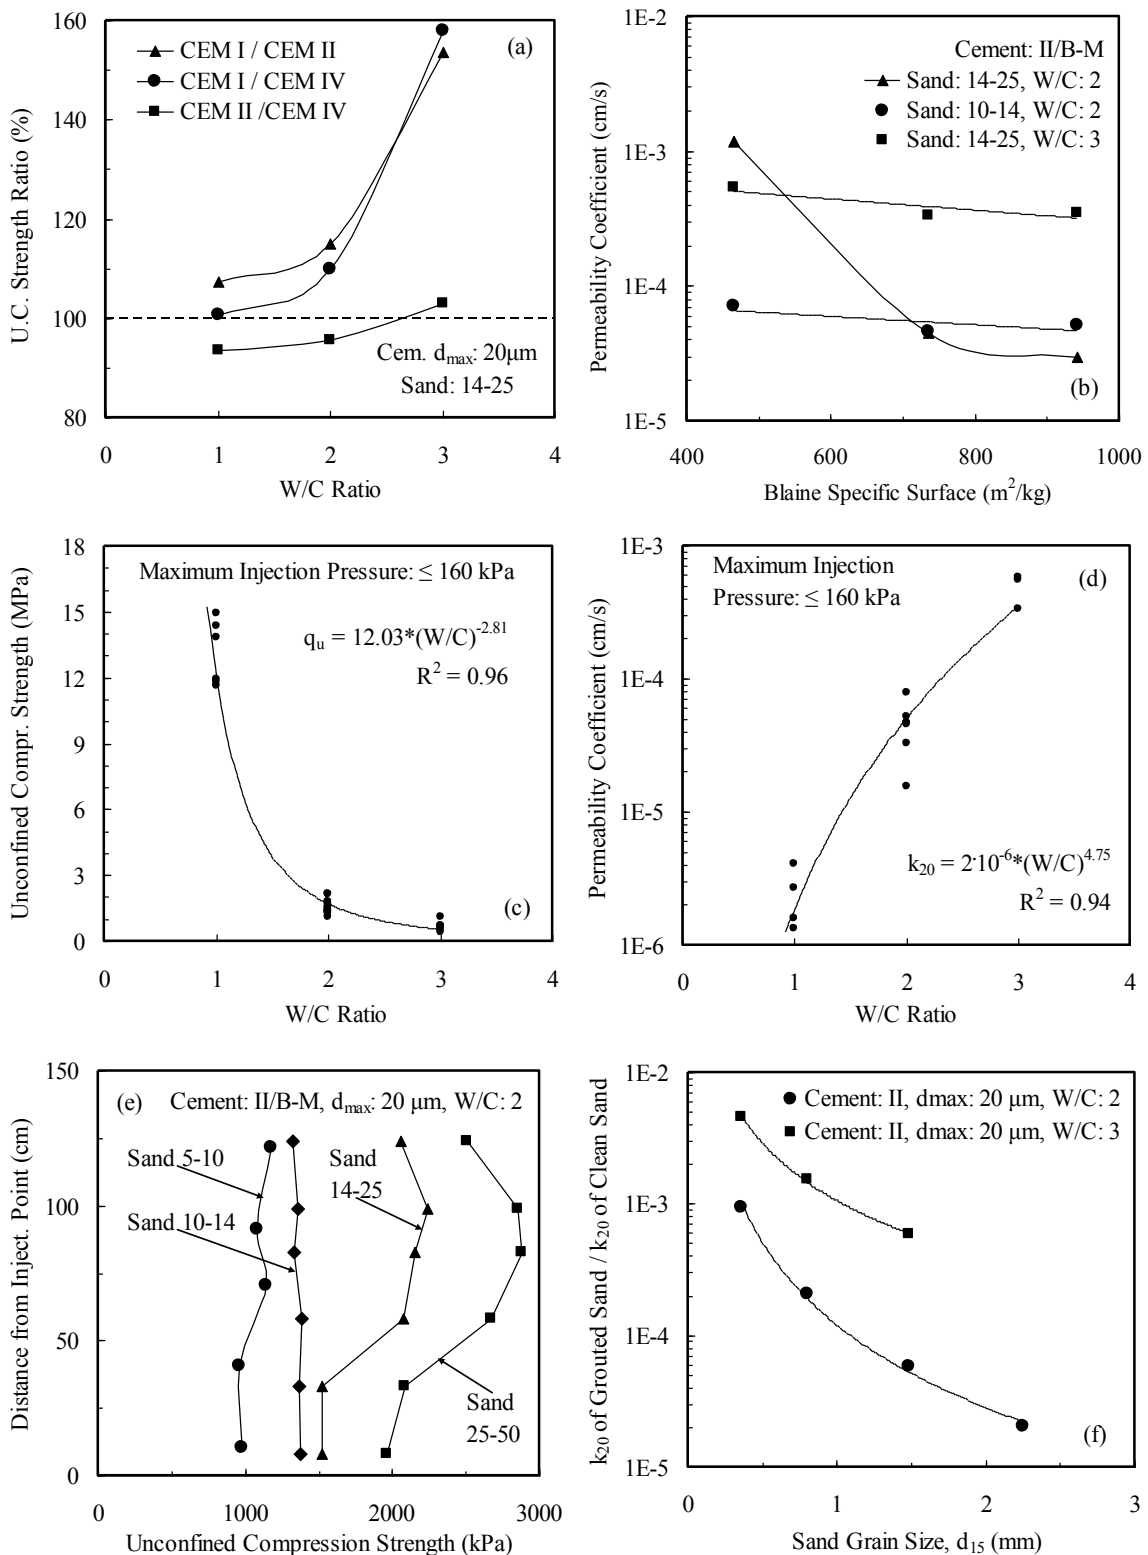 160
140
120
100
80
0
1
2
3
4
U.C. Strength Ratio (%)
W/C Ratio
(a)
CEM I / CEM II
CEM I / CEM IV
CEM II /CEM IV
Cem. dmax: 20μm
Sand: 14-25
1E-2
1E-3
1E-4
1E-5
400
600
800
1000
Permeability Coefficient (cm/s)
Blaine Specific Surface (m²/kg)
Cement: II/B-M
Sand: 14-25, W/C: 2
Sand: 10-14, W/C: 2
Sand: 14-25, W/C: 3
(b)
18
15
12
9
6
3
0
0
1
2
3
4
Unconfined Compr. Strength (MPa)
W/C Ratio
Maximum Injection Pressure: ≤ 160 kPa
qu = 12.03*(W/C)^-2.81
R² = 0.96
(c)
1E-3
1E-4
1E-5
1E-6
0
1
2
3
4
Permeability Coefficient (cm/s)
W/C Ratio
Maximum Injection
Pressure: ≤ 160 kPa
(d)
k20 = 2·10^-6*(W/C)^4.75
R² = 0.94
150
100
50
0
0
1000
2000
3000
Distance from Inject. Point (cm)
Unconfined Compression Strength (kPa)
(e)
Cement: II/B-M, dmax: 20 μm, W/C: 2
Sand 5-10
Sand 10-14
Sand
14-25
Sand
25-50
1E-2
1E-3
1E-4
1E-5
0
1
2
3
k20 of Grouted Sand / k20 of Clean Sand
Sand Grain Size, d15 (mm)
Cement: II, dmax: 20 μm, W/C: 2
Cement: II, dmax: 20 μm, W/C: 3
(f)